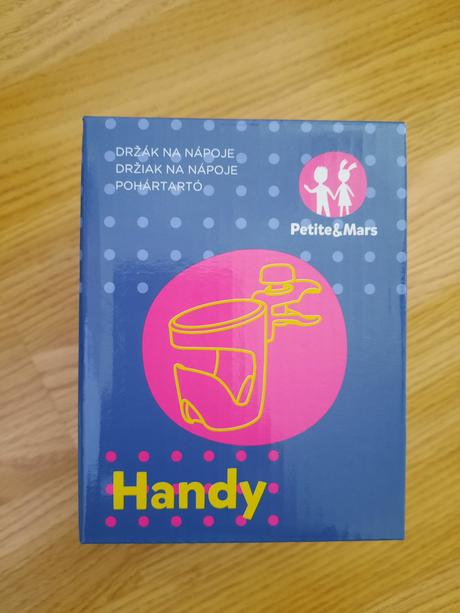 DRŽÁK NA NÁPOJE
DRŽIAK NA NÁPOJE
POHÁRTARTÓ
Petite&Mars
Handy